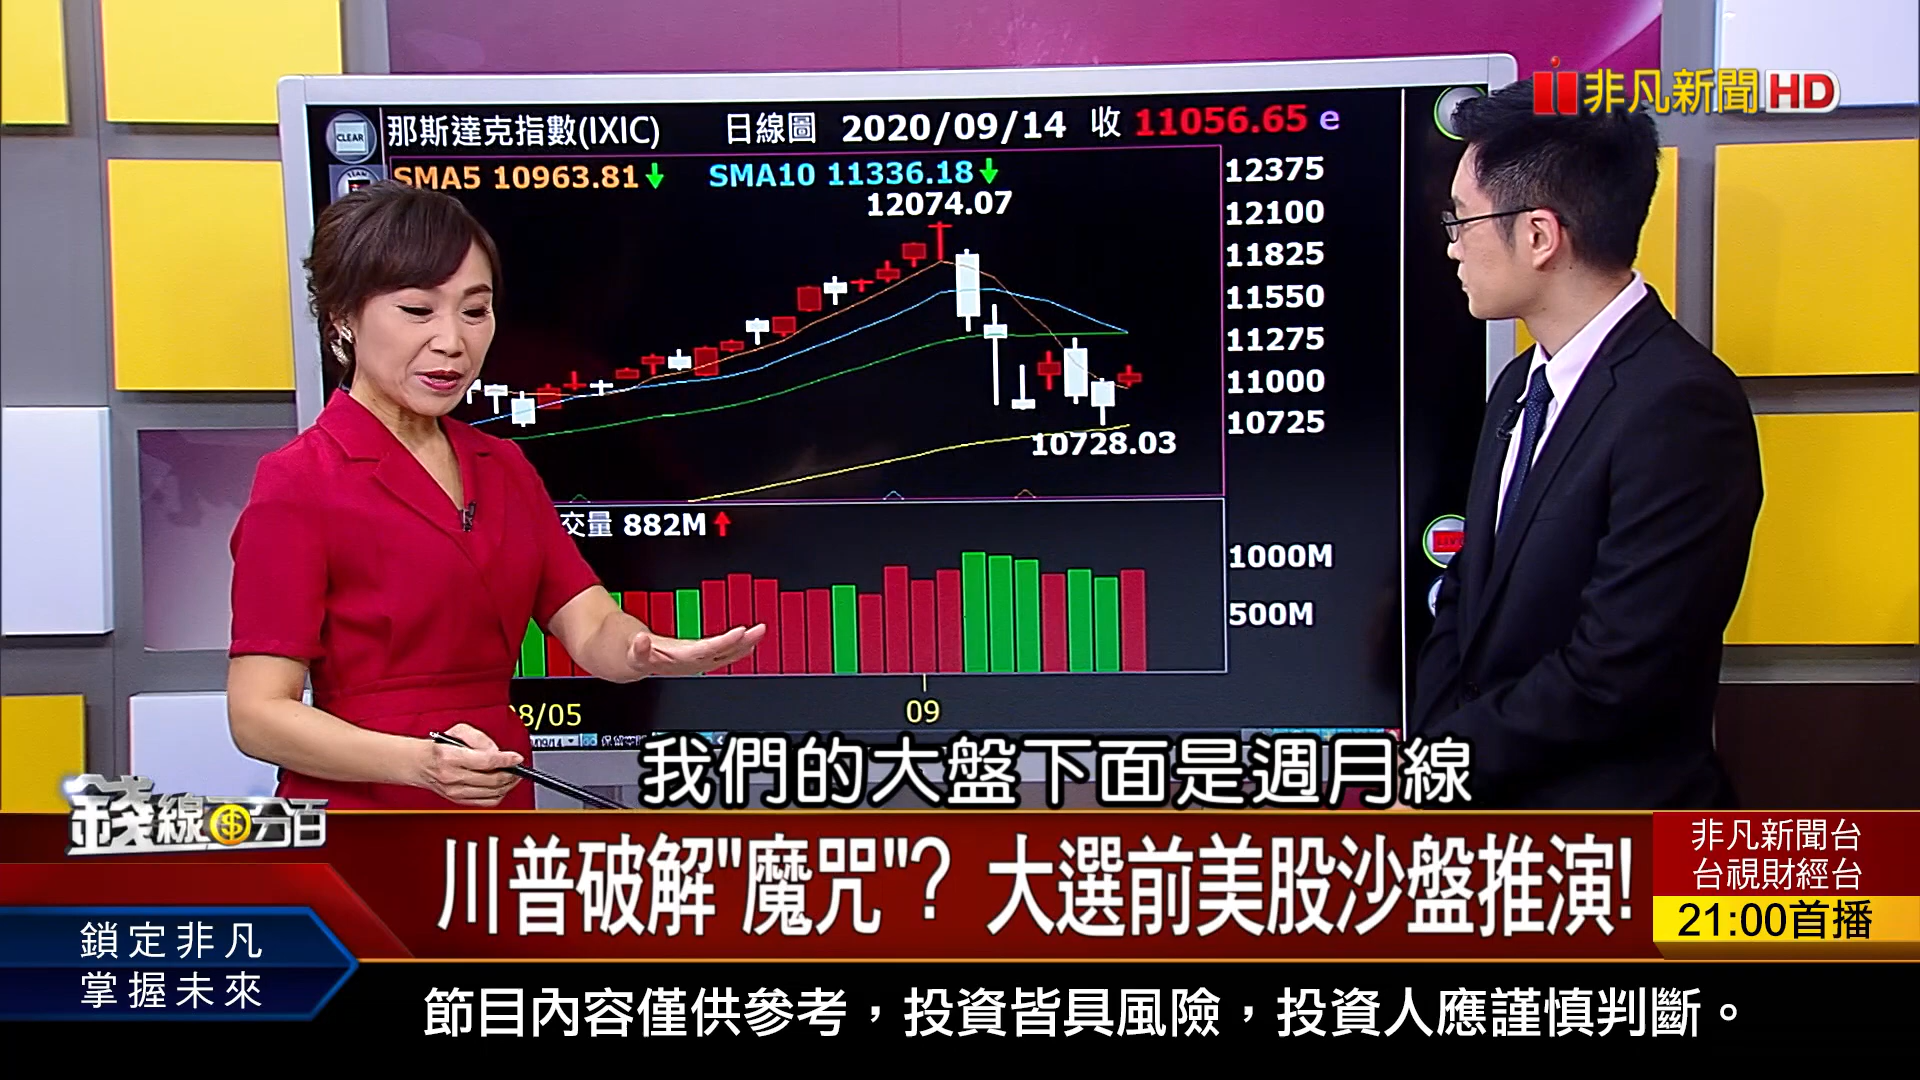 非凡新聞HD
CLEAR
那斯達克指數(IXIC) 日線圖 2020/09/14 收 11056.65 e
SMA5 10963.81↓ SMA10 11336.18↓
12074.07
12375
12100
11825
11550
11275
11000
10725
10728.03
交量 882M↑
1000M
500M
8/05
09
我們的大盤下面是週月線
錢線百分百
川普破解"魔咒"? 大選前美股沙盤推演!
非凡新聞台
台視財經台
21:00首播
鎖定非凡
掌握未來
節目內容僅供參考，投資皆具風險，投資人應謹慎判斷。